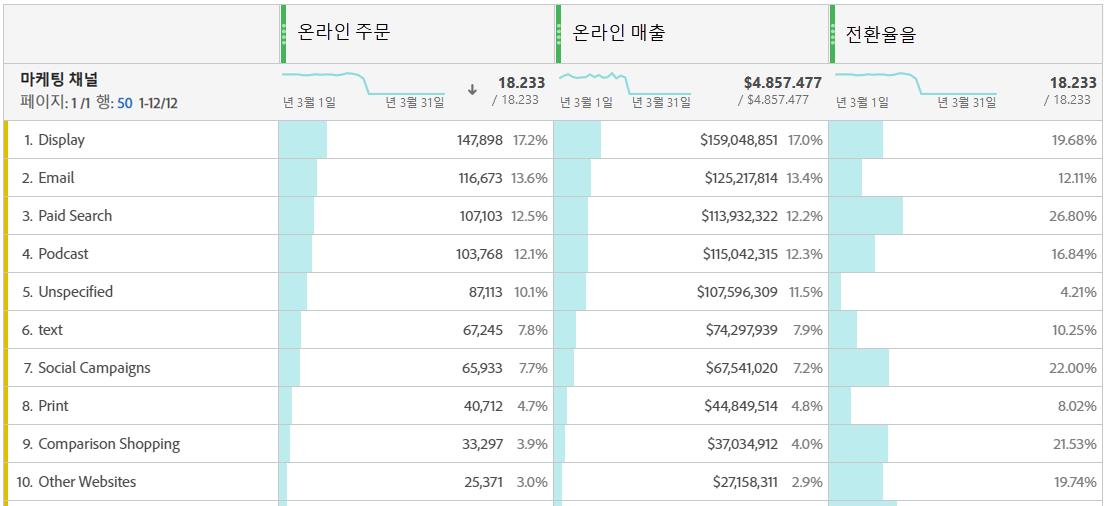 온라인 주문 온라인 매출 전환율율
마케팅 채널 18.233 $4.857.477 18.233
페이지: 1 /1 행: 50 1-12/12 년 3월 1일 년 3월 31일 / 18.233 년 3월 1일 년 3월 31일 / $4.857.477 년 3월 1일 년 3월 31일 / 18.233
1. Display 147,898 17.2% $159,048,851 17.0% 19.68%
2. Email 116,673 13.6% $125,217,814 13.4% 12.11%
3. Paid Search 107,103 12.5% $113,932,322 12.2% 26.80%
4. Podcast 103,768 12.1% $115,042,315 12.3% 16.84%
5. Unspecified 87,113 10.1% $107,596,309 11.5% 4.21%
6. text 67,245 7.8% $74,297,939 7.9% 10.25%
7. Social Campaigns 65,933 7.7% $67,541,020 7.2% 22.00%
8. Print 40,712 4.7% $44,849,514 4.8% 8.02%
9. Comparison Shopping 33,297 3.9% $37,034,912 4.0% 21.53%
10. Other Websites 25,371 3.0% $27,158,311 2.9% 19.74%